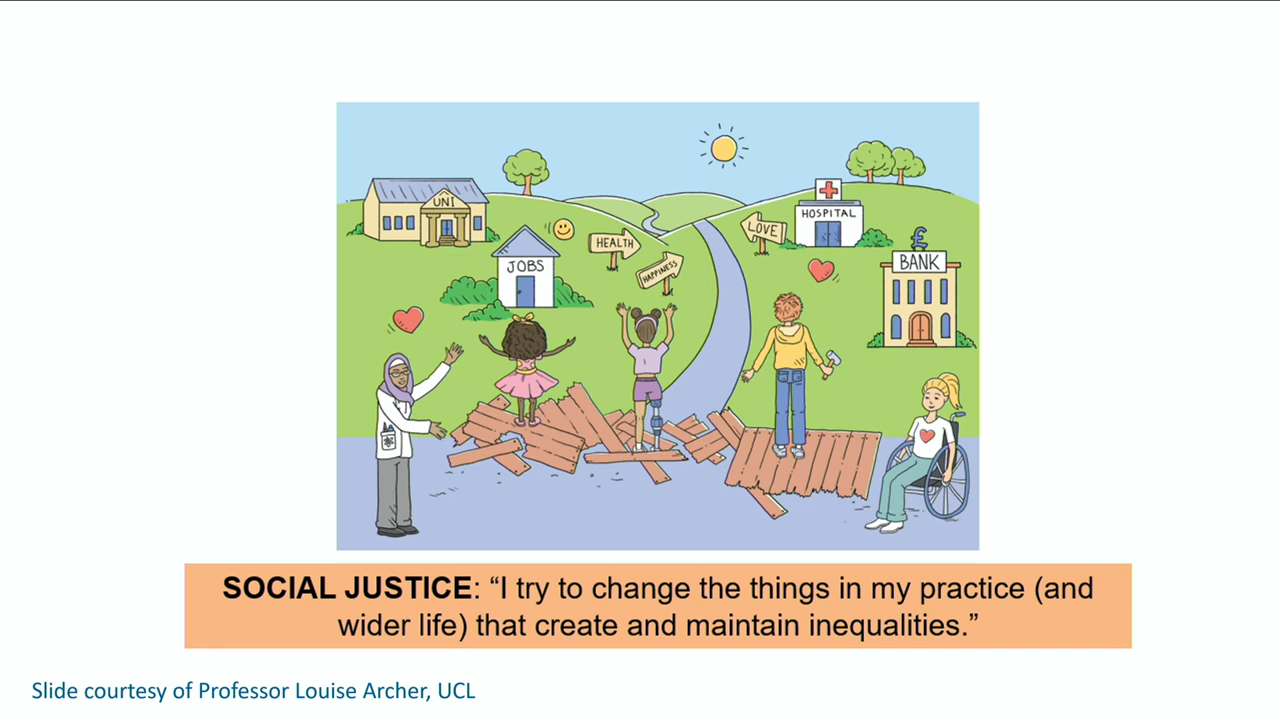 UNI
JOBS
HEALTH
HAPPINESS
LOVE
HOSPITAL
£
BANK
SOCIAL JUSTICE: “I try to change the things in my practice (and
wider life) that create and maintain inequalities.”
Slide courtesy of Professor Louise Archer, UCL